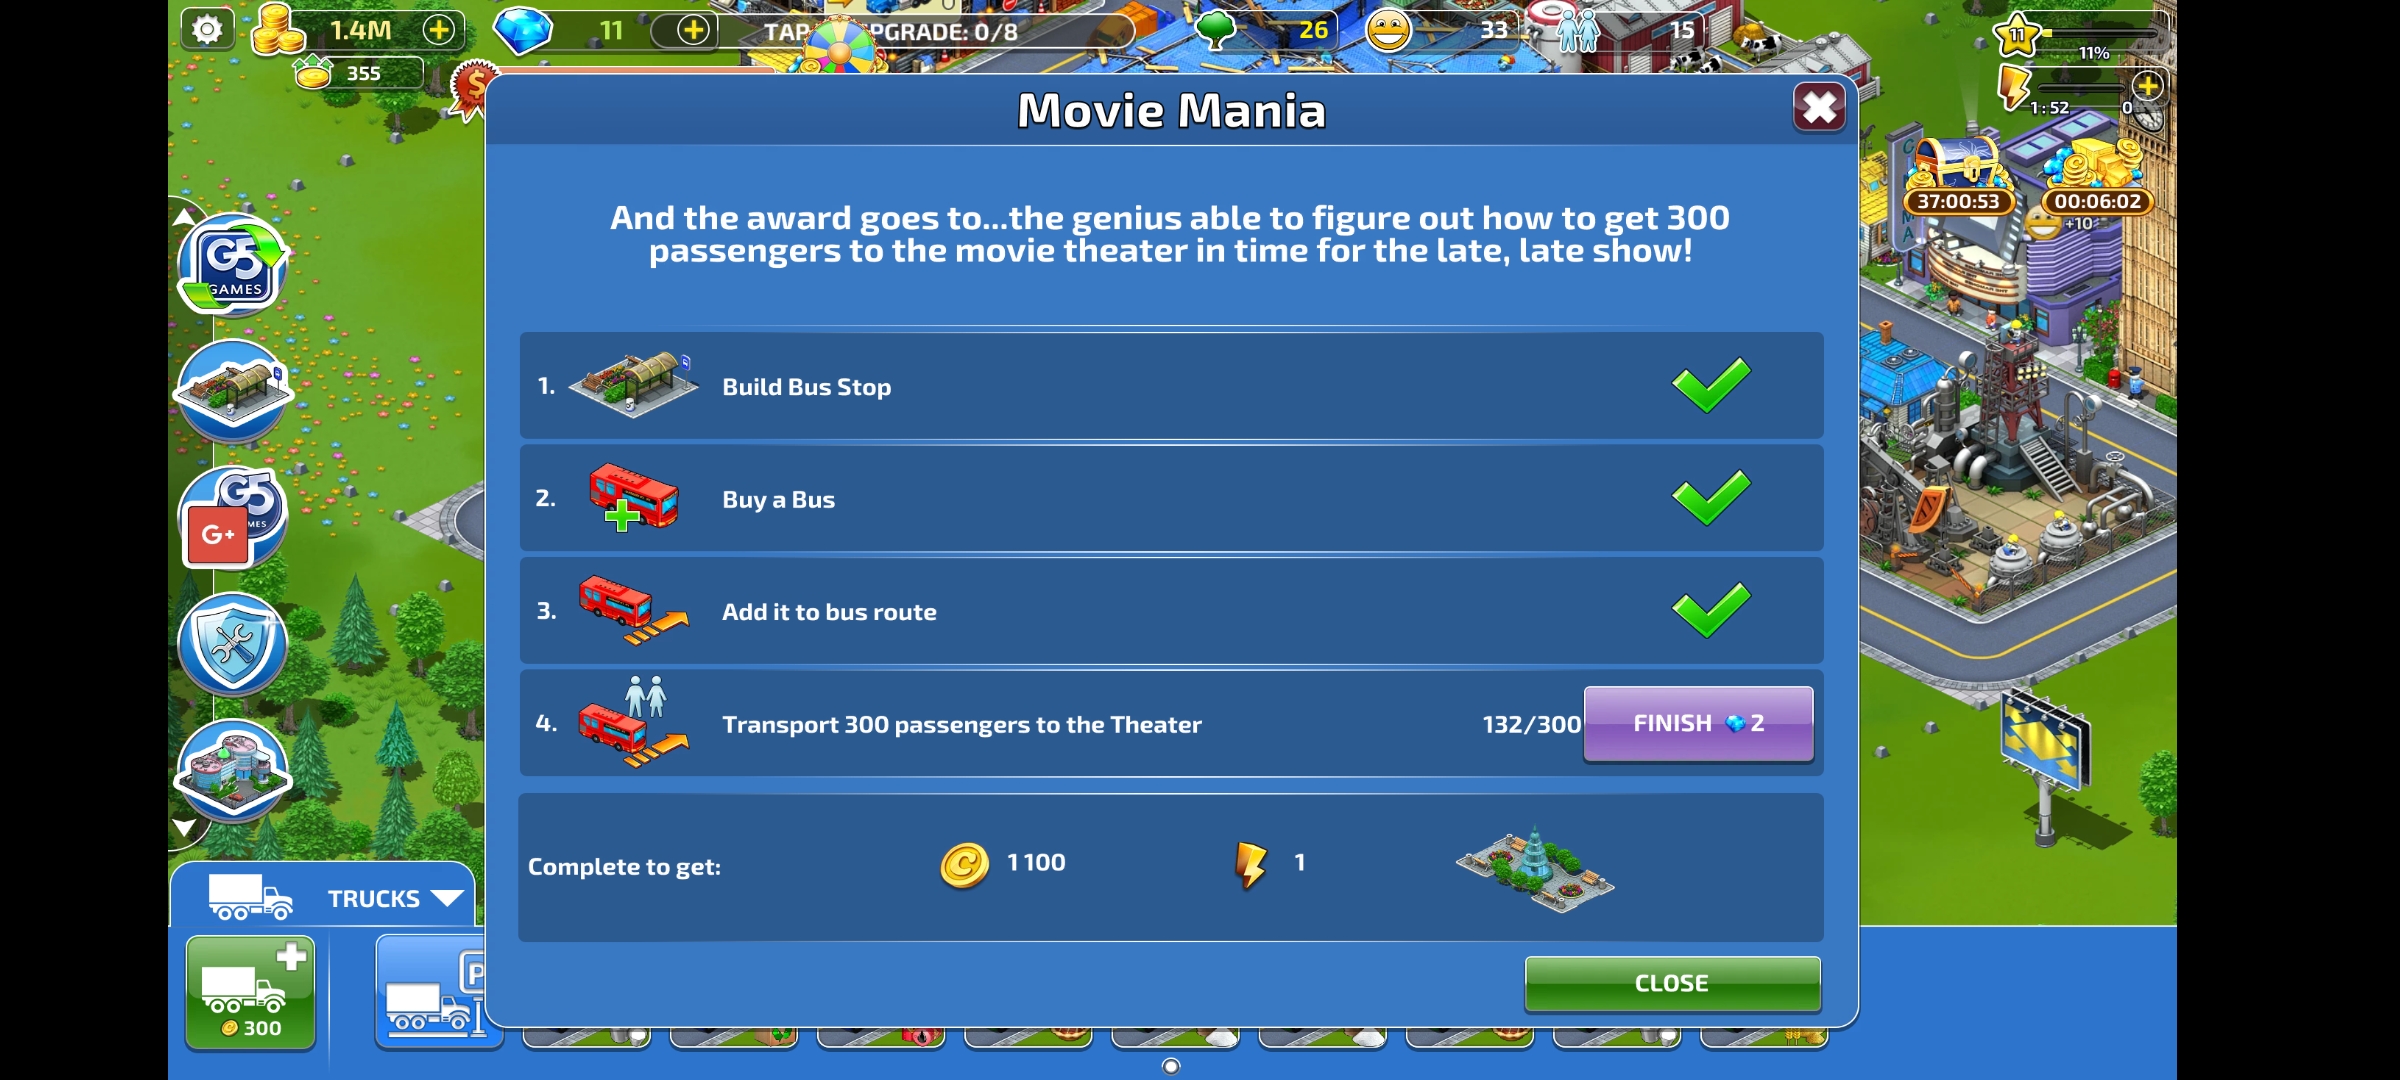 1.4M
11
TAP
PGRADE: 0/8
26
33
15
11
11%
355
1:52
0
Movie Mania
37:00:53
00:06:02
+10
And the award goes to...the genius able to figure out how to get 300
passengers to the movie theater in time for the late, late show!
G5
GAMES
1.
Build Bus Stop
2.
Buy a Bus
G5
MES
G+
3.
Add it to bus route
4.
Transport 300 passengers to the Theater
132/300
FINISH 2
Complete to get:
1 100
1
TRUCKS
P
300
CLOSE